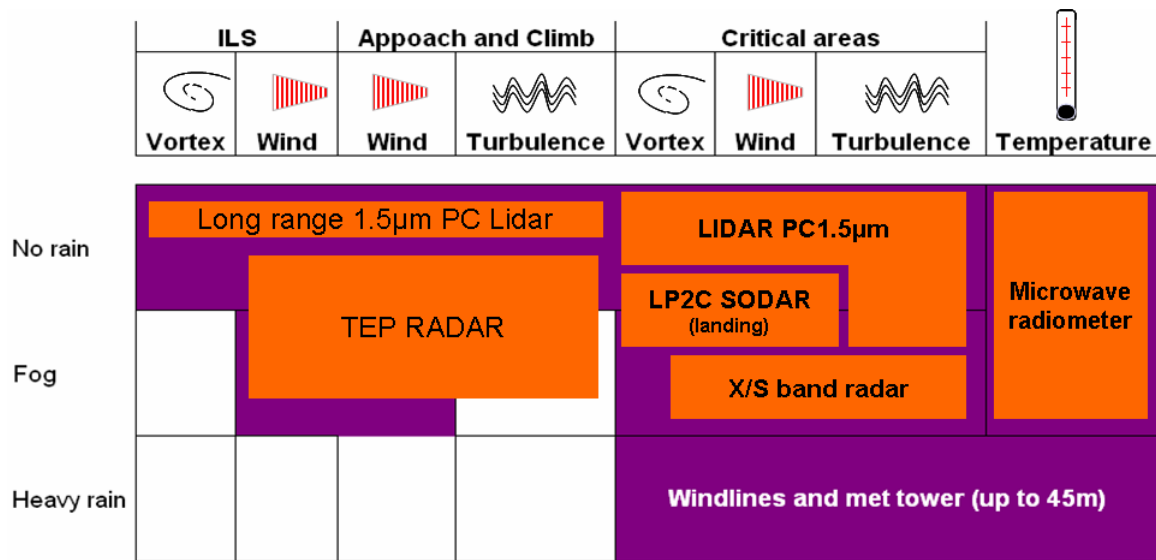 ILS
Appoach and Climb
Critical areas
Vortex
Wind
Wind
Turbulence
Vortex
Wind
Turbulence
Temperature
No rain
Long range 1.5µm PC Lidar
LIDAR PC1.5µm
TEP RADAR
LP2C SODAR
(landing)
Microwave
radiometer
Fog
X/S band radar
Heavy rain
Windlines and met tower (up to 45m)